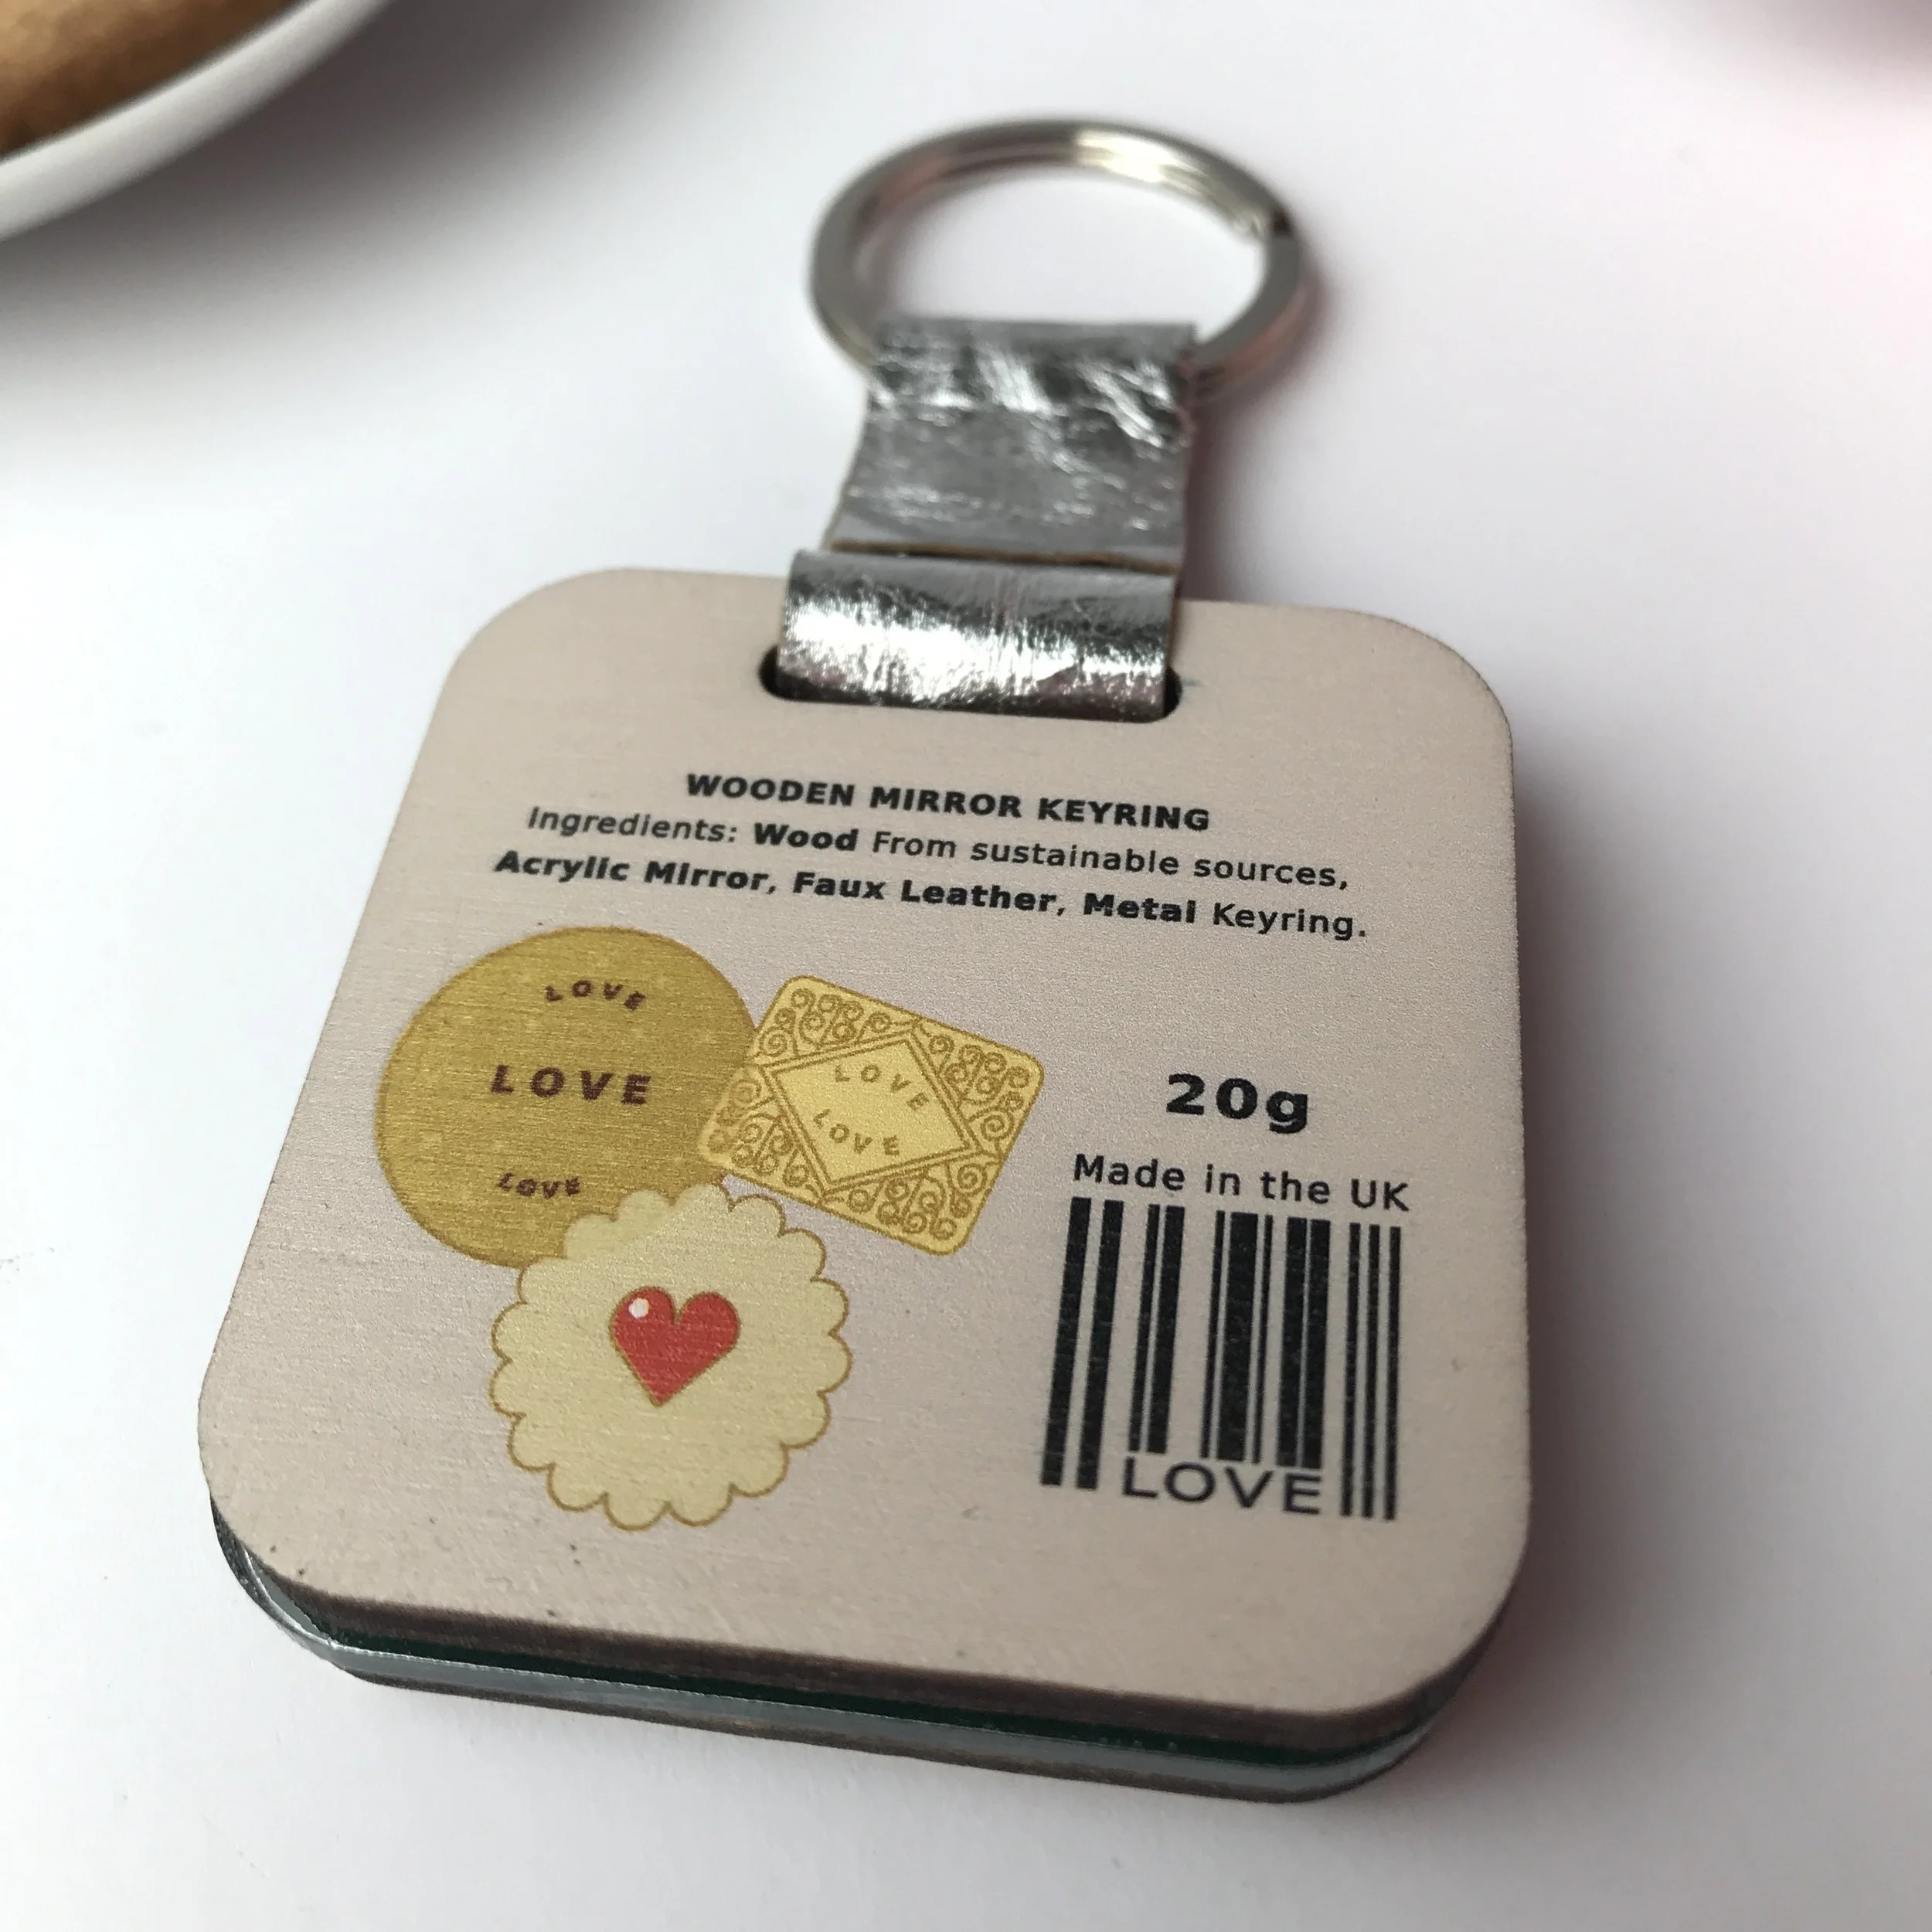 WOODEN MIRROR KEYRING
Ingredients: Wood From sustainable sources,
Acrylic Mirror, Faux Leather, Metal Keyring.
LOVE
LOVE
LOVE
LOVE
LOVE
20g
Made in the UK
LOVE